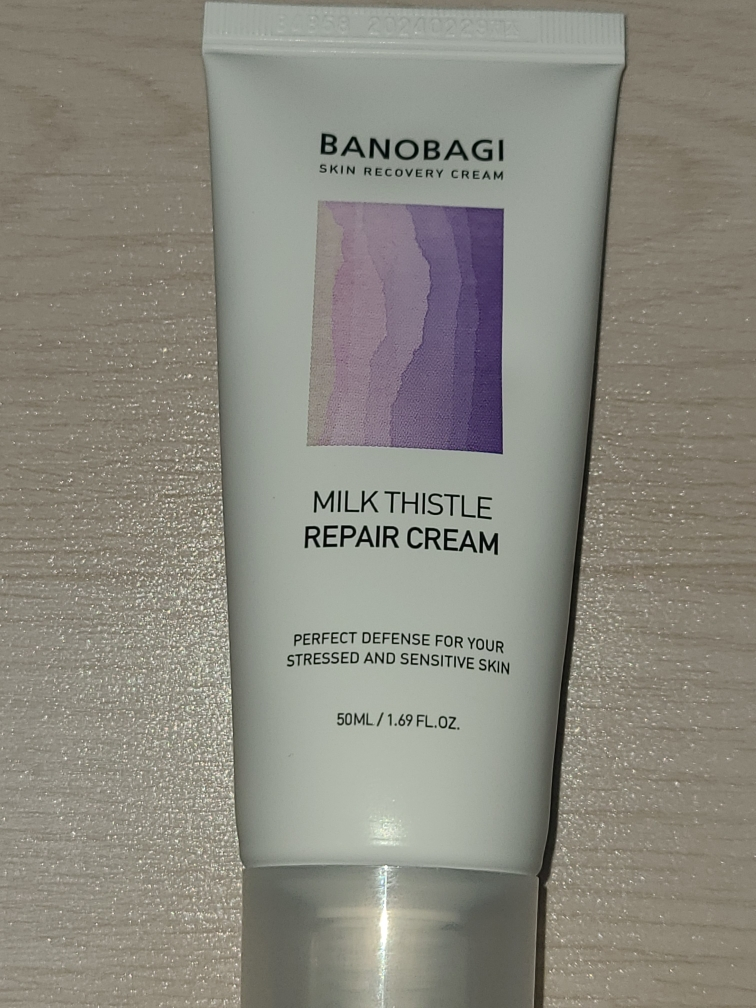 BANOBAGI
SKIN RECOVERY CREAM
MILK THISTLE
REPAIR CREAM
PERFECT DEFENSE FOR YOUR
STRESSED AND SENSITIVE SKIN
50ML / 1.69 FL.OZ.